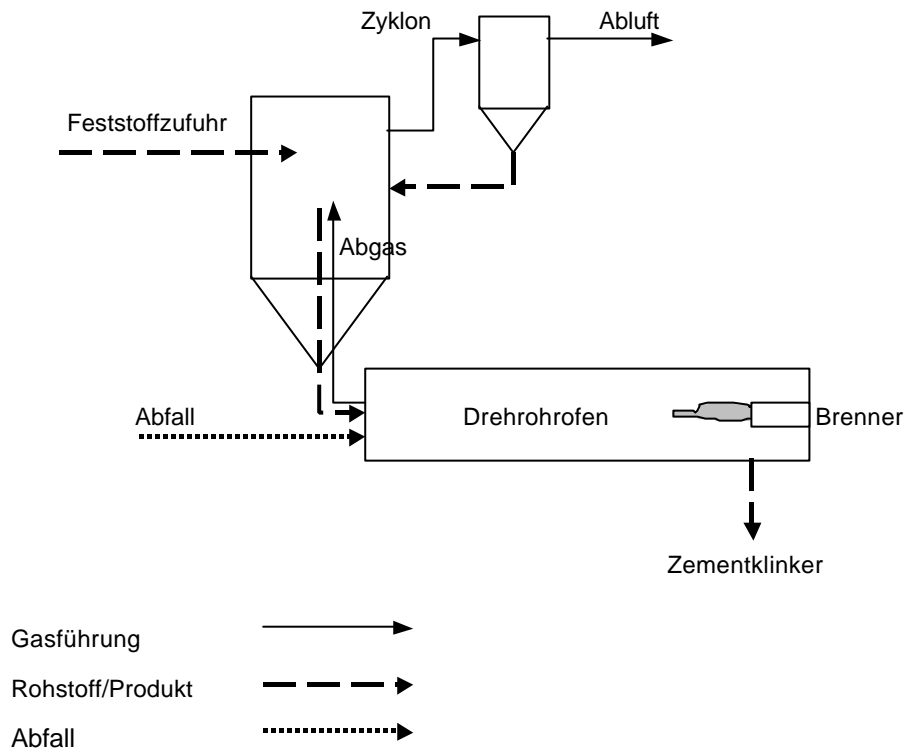 Zyklon
Abluft
Feststoffzufuhr
Abgas
Abfall
Drehrohrofen
Brenner
Zementklinker
Gasführung
Rohstoff/Produkt
Abfall